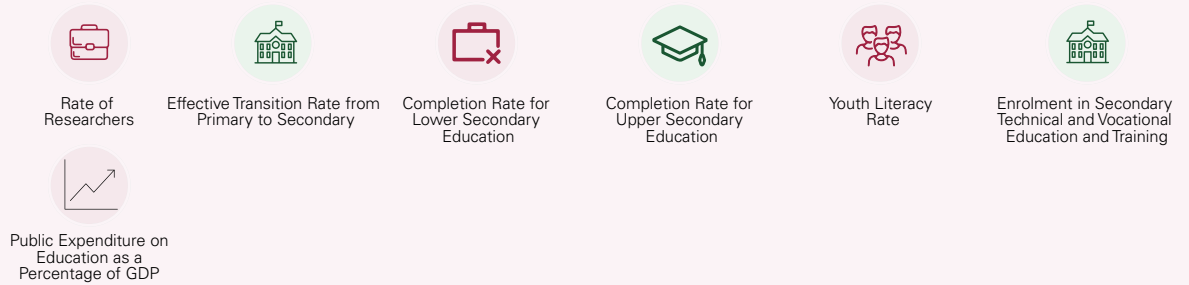 Rate of
Researchers
Effective Transition Rate from
Primary to Secondary
Completion Rate for
Lower Secondary
Education
Completion Rate for
Upper Secondary
Education
Youth Literacy
Rate
Enrolment in Secondary
Technical and Vocational
Education and Training
Public Expenditure on
Education as a
Percentage of GDP